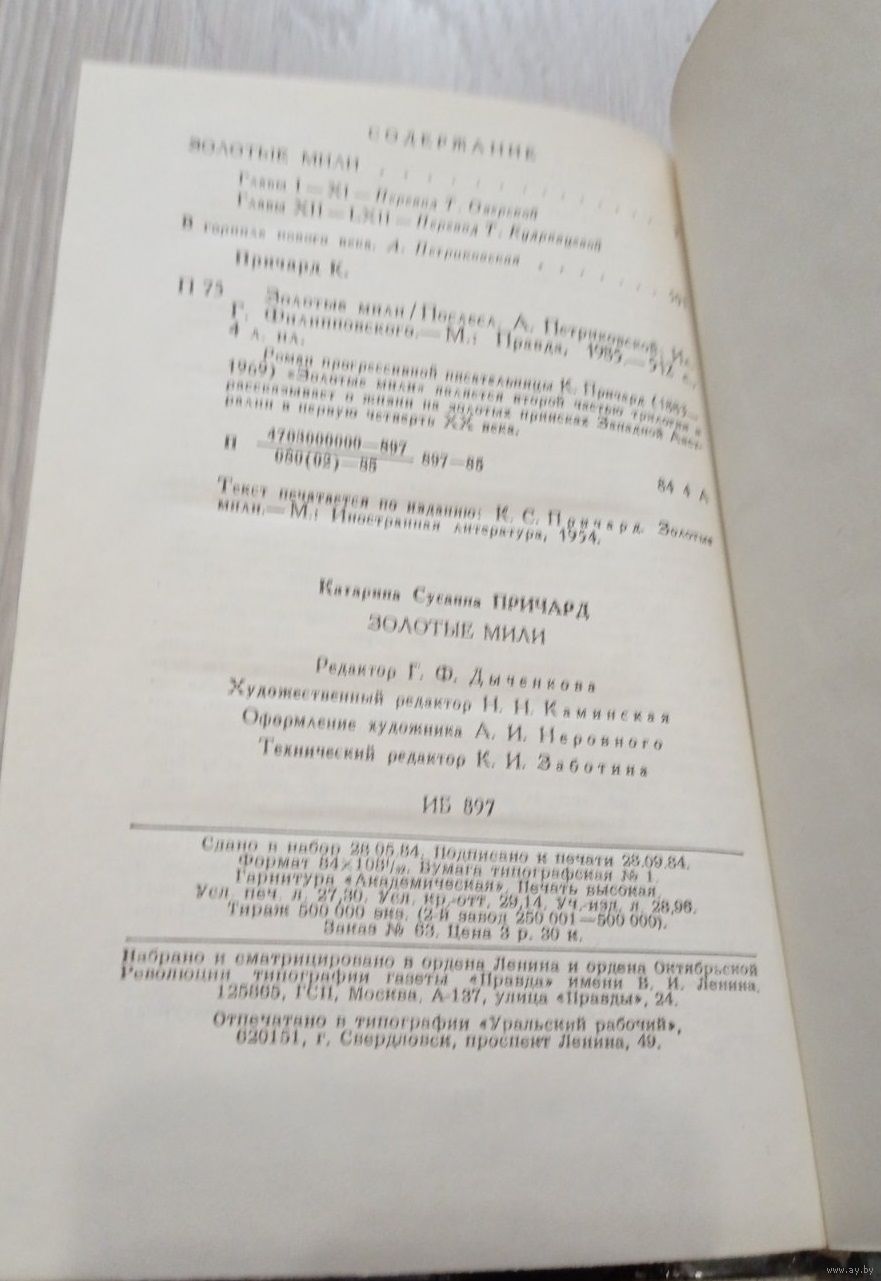 СОДЕРЖАНИЕ
ЗОЛОТЫЕ МИЛИ . . . . . . . . . . .
Главы I—XI—Перевод Т. Озерской
Главы XII—LXII—Перевод Т. Кудрявцевой
В горниле нового века. А. Петриковская . . . . . .
Причард К.
П 75 Золотые мили/Послесл. А. Петриковской; Ил.
Г. Филипповского.—М.: Правда, 1985.—512 с.,
4 л. ил.
Роман прогрессивной писательницы К. Причард (1883—
1969) «Золотые мили» является второй частью трилогии и
рассказывает о жизни на золотых приисках Западной Авст-
ралии в первую четверть XX века.
П 4703000000—897
080(02)—85 897—85
84 4 А
Текст печатается по изданию: К. С. Причард. Золотые
мили.—М.: Иностранная литература, 1954.
Катарина Сусанна ПРИЧАРД
ЗОЛОТЫЕ МИЛИ
Редактор Г. Ф. Дыченкова
Художественный редактор Н. Н. Каминская
Оформление художника А. И. Неровного
Технический редактор К. И. Заботина
ИБ 897
Сдано в набор 28.05.84. Подписано к печати 28.09.84.
Формат 84×108¹/₃₂. Бумага типографская № 1.
Гарнитура «Академическая». Печать высокая.
Усл. печ. л. 27,30. Усл. кр.-отт. 29,14. Уч.-изд. л. 28,96.
Тираж 500 000 экз. (2-й завод 250 001—500 000).
Заказ № 63. Цена 3 р. 30 к.
Набрано и сматрицировано в ордена Ленина и ордена Октябрьской
Революции типографии газеты «Правда» имени В. И. Ленина.
125865, ГСП, Москва, А-137, улица «Правды», 24.
Отпечатано в типографии «Уральский рабочий»,
620151, г. Свердловск, проспект Ленина, 49.
www.ay.by